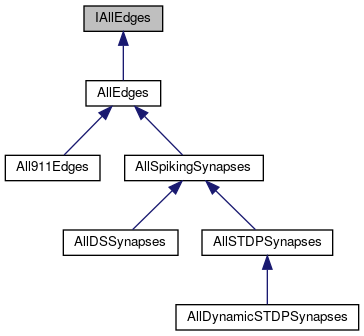 IAllEdges
AllEdges
All911Edges
AllSpikingSynapses
AllDSSynapses
AllSTDPSynapses
AllDynamicSTDPSynapses